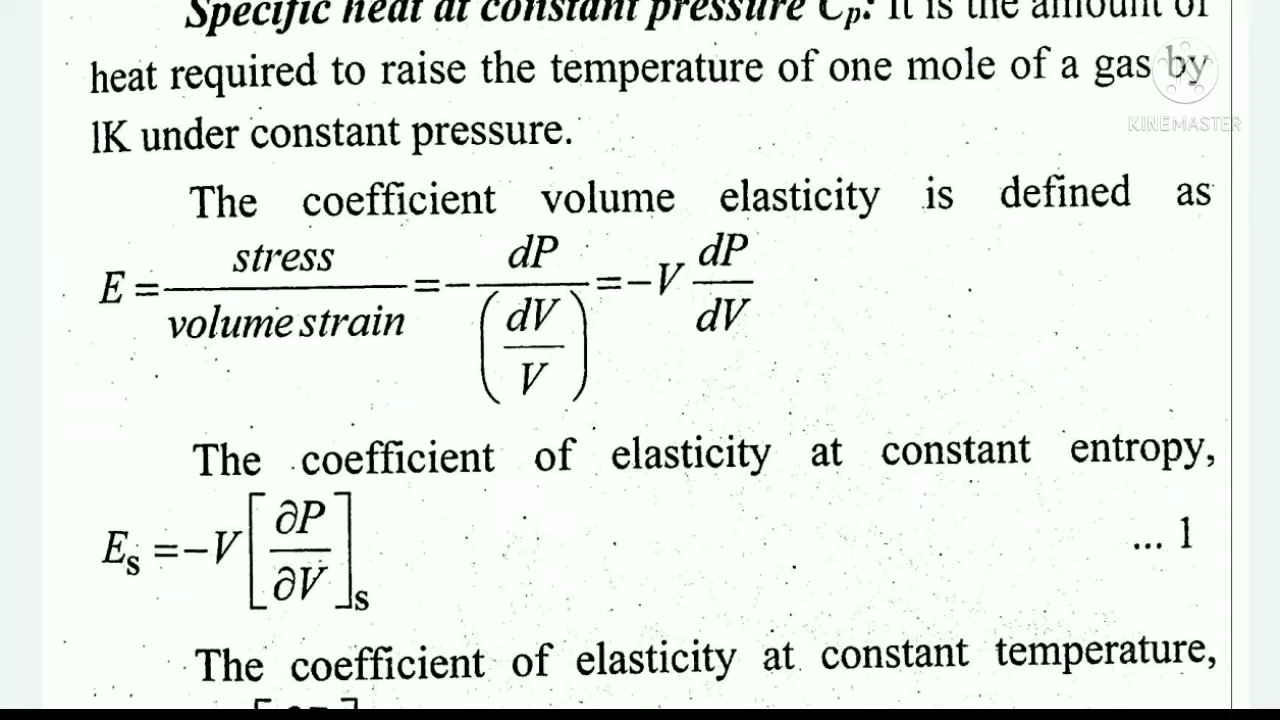 Specific heat at constant pressure Cp: It is the amount of
heat required to raise the temperature of one mole of a gas by
1K under constant pressure.
KINEMASTER
The coefficient volume elasticity is defined as
E = stress / volume strain = − dP / (dV / V) = −V dP / dV
The coefficient of elasticity at constant entropy,
Es = −V [∂P / ∂V]s ... 1
The coefficient of elasticity at constant temperature,